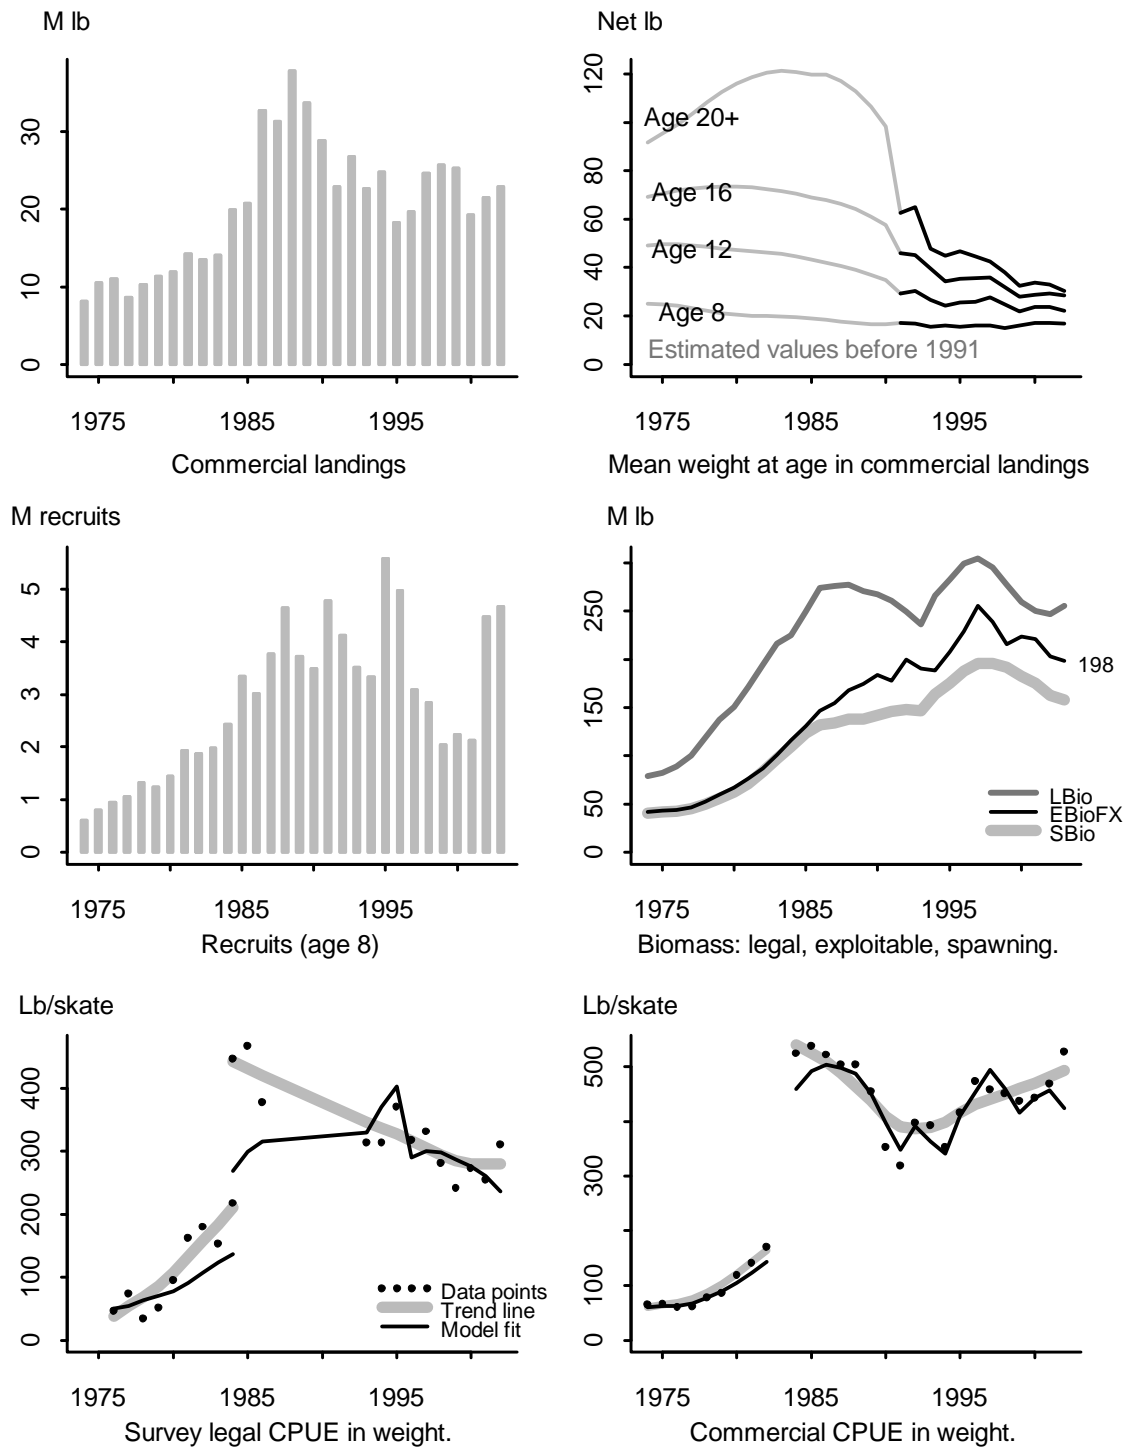 M lb
0 10 20 30
1975 1985 1995
Commercial landings
Net lb
0 20 40 60 80 120
Age 20+
Age 16
Age 12
Age 8
Estimated values before 1991
1975 1985 1995
Mean weight at age in commercial landings
M recruits
0 1 2 3 4 5
1975 1985 1995
Recruits (age 8)
M lb
0 50 150 250
198
LBio
EBioFX
SBio
1975 1985 1995
Biomass: legal, exploitable, spawning.
Lb/skate
0 100 200 300 400
Data points
Trend line
Model fit
1975 1985 1995
Survey legal CPUE in weight.
Lb/skate
0 100 300 500
1975 1985 1995
Commercial CPUE in weight.